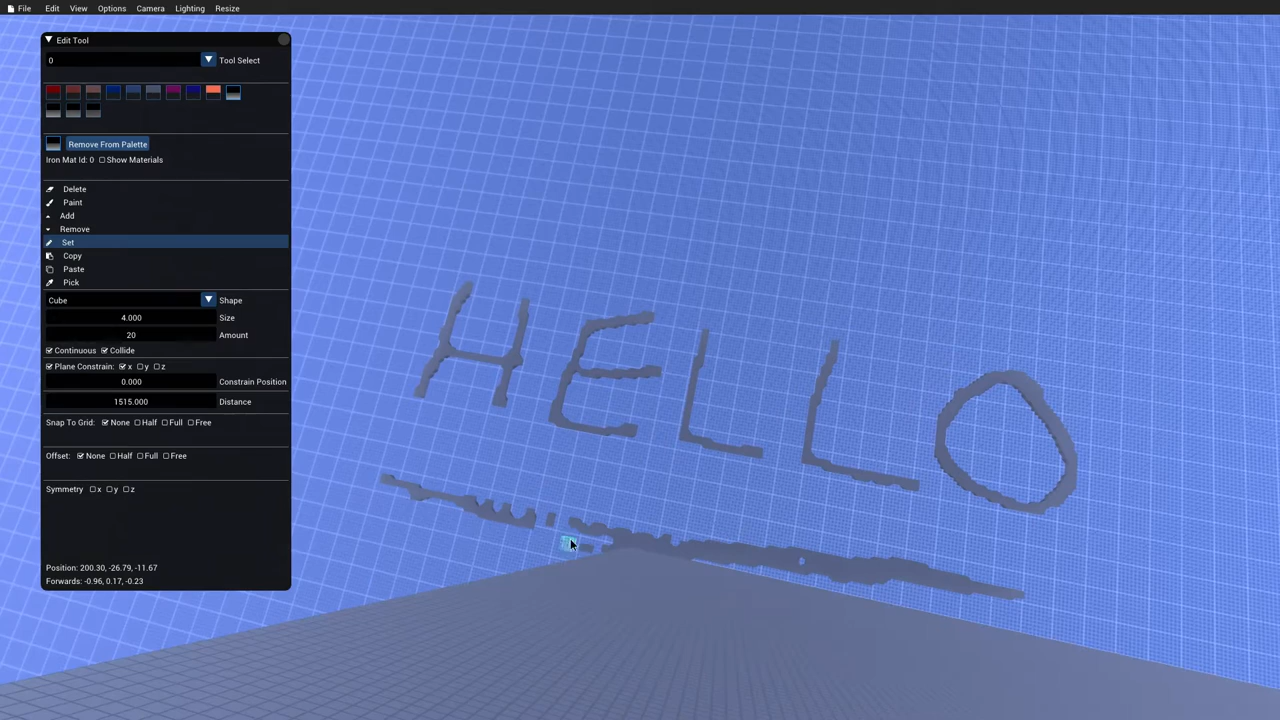 File Edit View Options Camera Lighting Resize
Edit Tool
0 Tool Select
Remove From Palette
Iron Mat Id: 0 Show Materials
Delete
Paint
Add
Remove
Set
Copy
Paste
Pick
Cube Shape
4.000 Size
20 Amount
Continuous Collide
Plane Constrain: x y z
0.000 Constrain Position
1515.000 Distance
Snap To Grid: None Half Full Free
Offset: None Half Full Free
Symmetry x y z
Position: 200.30, -26.79, -11.67
Forwards: -0.96, 0.17, -0.23
HELLO